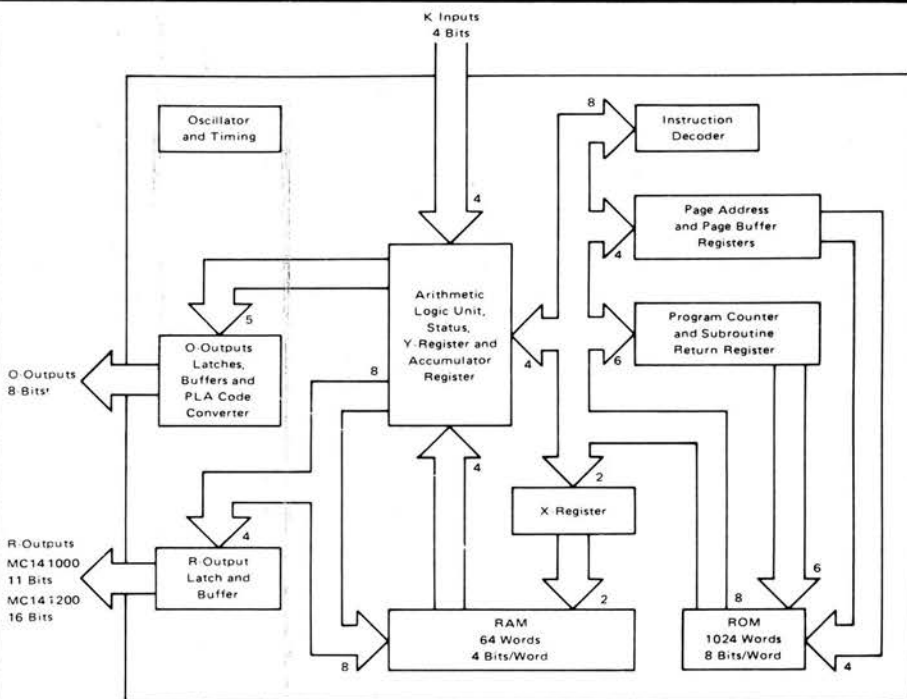 K Inputs
4 Bits
Oscillator
and Timing
8
Instruction
Decoder
4
Page Address
and Page Buffer
Registers
4
Arithmetic
Logic Unit,
Status,
Y-Register and
Accumulator
Register
5
4
6
Program Counter
and Subroutine
Return Register
O-Outputs
8-Bits
O-Outputs
Latches,
Buffers and
PLA Code
Converter
8
4
2
X-Register
R-Outputs
MC141000
11 Bits
MC141200
16 Bits
4
R-Output
Latch and
Buffer
6
2
8
8
RAM
64 Words
4 Bits/Word
ROM
1024 Words
8 Bits/Word
4